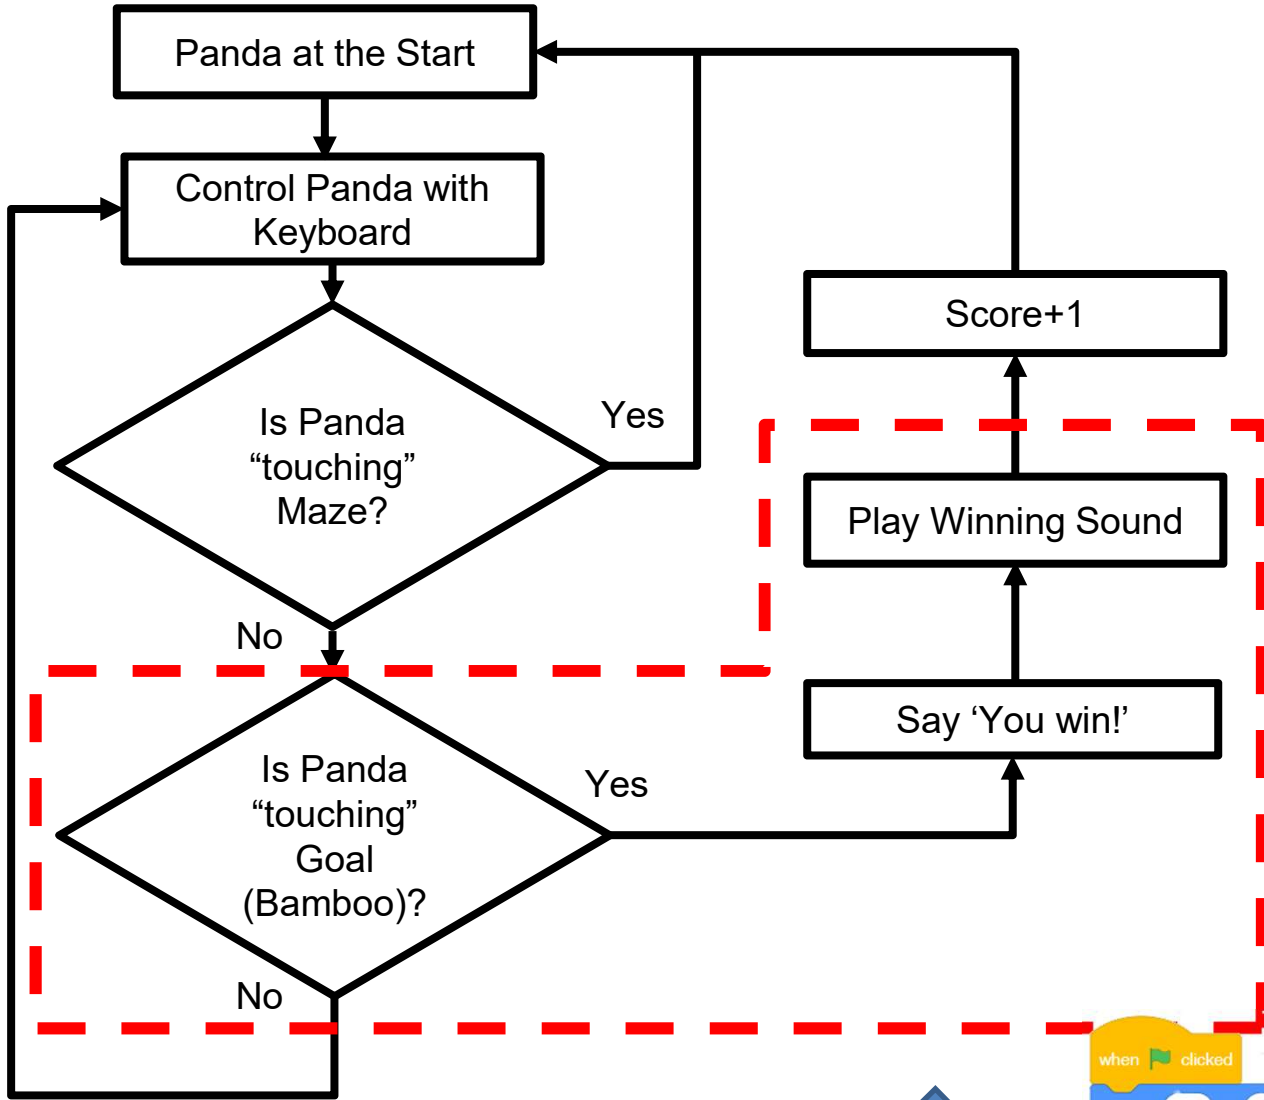 Panda at the Start
Control Panda with
Keyboard
Is Panda
“touching”
Maze?
Yes
No
Is Panda
“touching”
Goal
(Bamboo)?
Yes
No
Say ‘You win!’
Play Winning Sound
Score+1
when clicked